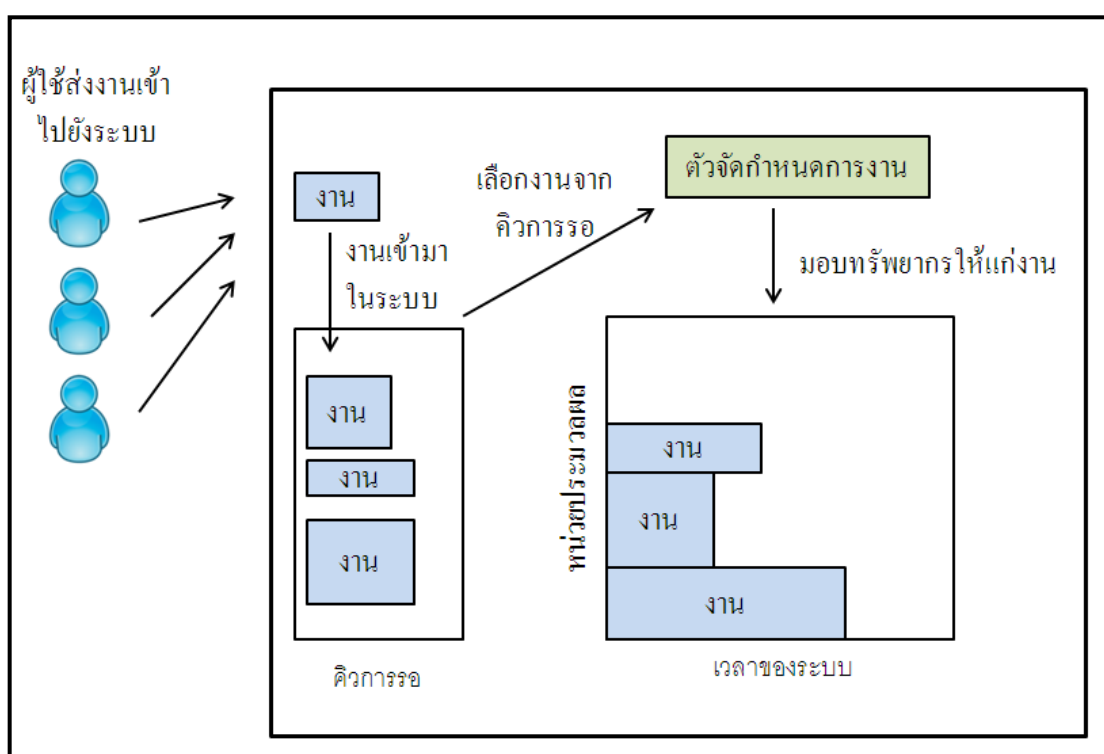 ผู้ใช้ส่งงานเข้า
ไปยังระบบ
งาน
งานเข้ามา
ในระบบ
เลือกงานจาก
คิวการรอ
ตัวจัดกำหนดการงาน
มอบทรัพยากรให้แก่งาน
งาน
งาน
งาน
คิวการรอ
หน่วยประมวลผล
งาน
งาน
งาน
เวลาของระบบ